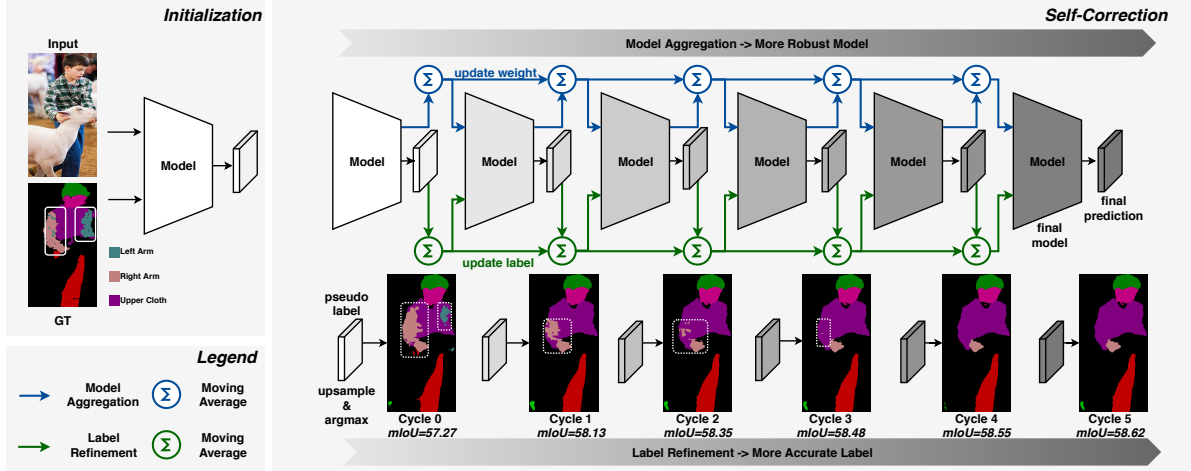 Initialization
Input
Model
Left Arm
Right Arm
Upper Cloth
GT
Legend
Model
Aggregation
Σ
Moving
Average
Label
Refinement
Σ
Moving
Average
Self-Correction
Model Aggregation -> More Robust Model
Σ update weight Σ Σ Σ Σ
Model Model Model Model Model Model
final
prediction
final
model
Σ Σ Σ Σ Σ
update label
pseudo
label
upsample
&
argmax
Cycle 0 Cycle 1 Cycle 2 Cycle 3 Cycle 4 Cycle 5
mIoU=57.27 mIoU=58.13 mIoU=58.35 mIoU=58.48 mIoU=58.55 mIoU=58.62
Label Refinement -> More Accurate Label